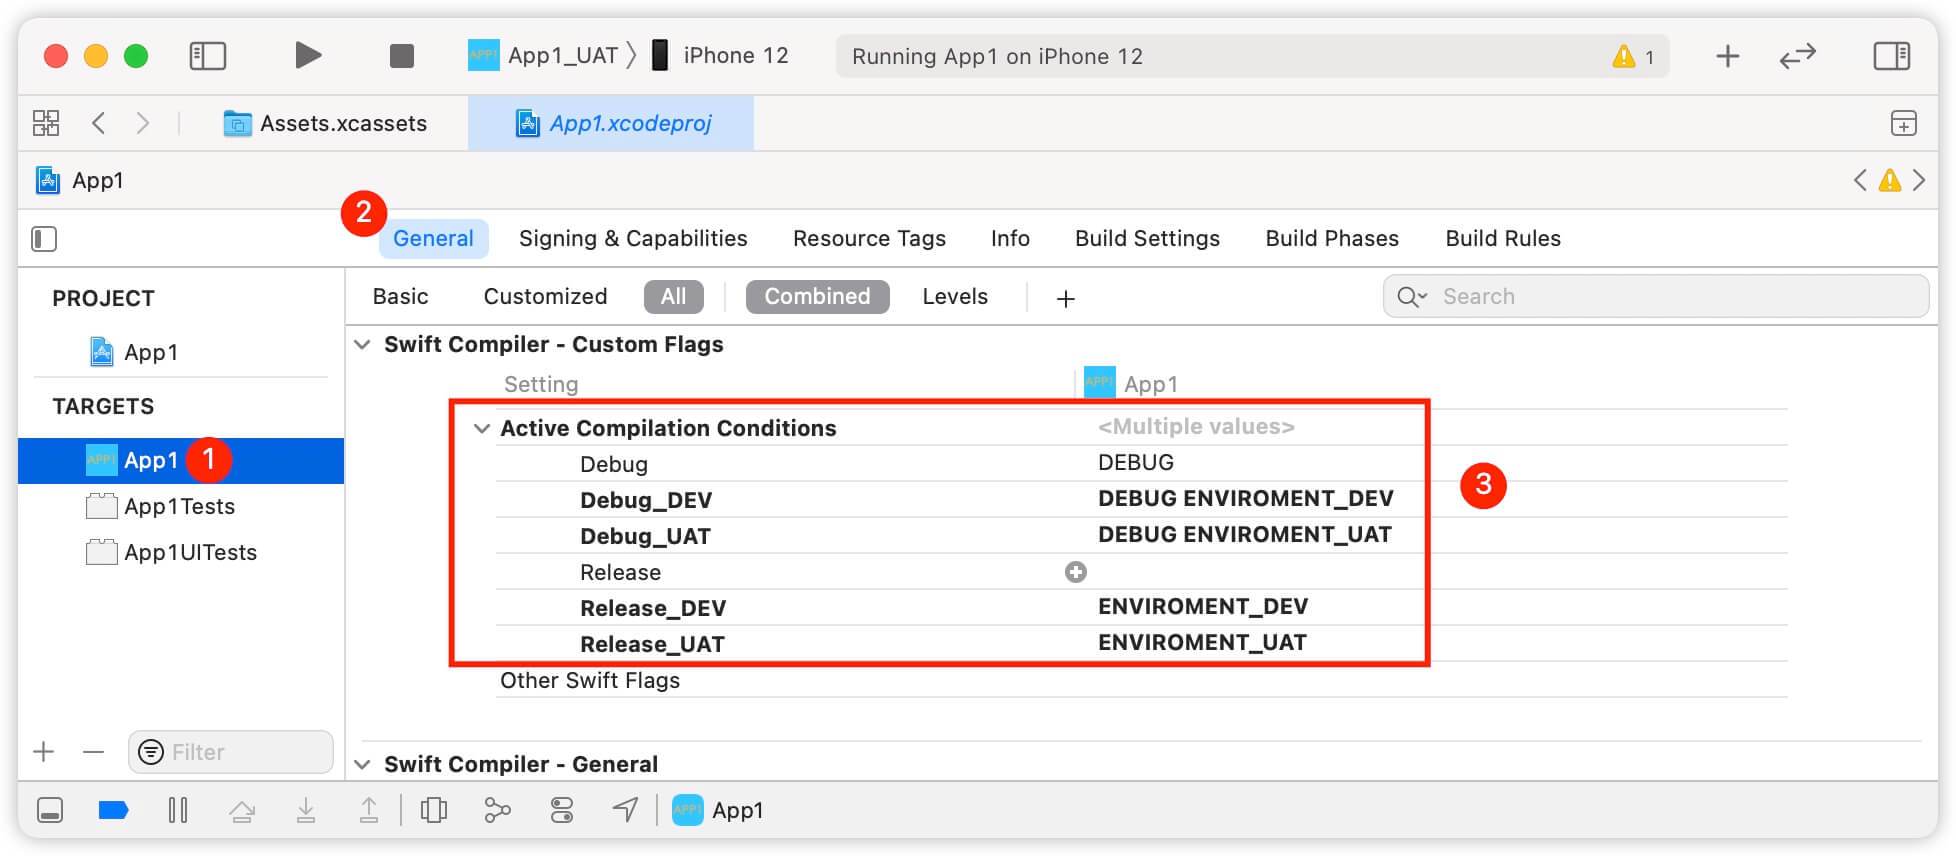 App1_UAT iPhone 12 Running App1 on iPhone 12 1
Assets.xcassets App1.xcodeproj
App1
2
General Signing & Capabilities Resource Tags Info Build Settings Build Phases Build Rules
PROJECT
App1
TARGETS
APP1 App1 1
App1Tests
App1UITests
Filter
Basic Customized All Combined Levels Search
Swift Compiler - Custom Flags
Setting APP1 App1
Active Compilation Conditions <Multiple values>
Debug DEBUG
Debug_DEV DEBUG ENVIROMENT_DEV
3
Debug_UAT DEBUG ENVIROMENT_UAT
Release
Release_DEV ENVIROMENT_DEV
Release_UAT ENVIROMENT_UAT
Other Swift Flags
Swift Compiler - General
APP1 App1